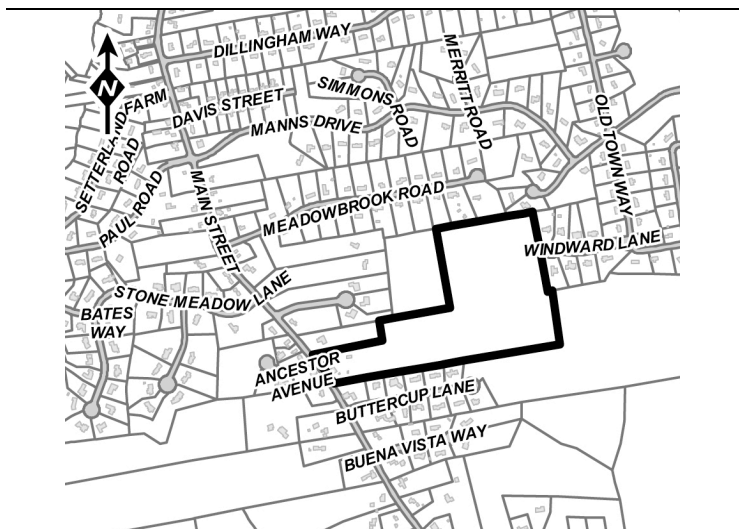 DILLINGHAM WAY
MERRITT ROAD
N
SIMMONS ROAD
SETTERLAND FARM
ROAD
DAVIS STREET
OLD TOWN WAY
MANNS DRIVE
PAUL ROAD
MAIN STREET
MEADOWBROOK ROAD
WINDWARD LANE
STONE MEADOW LANE
BATES
WAY
ANCESTOR
AVENUE
BUTTERCUP LANE
BUENA VISTA WAY